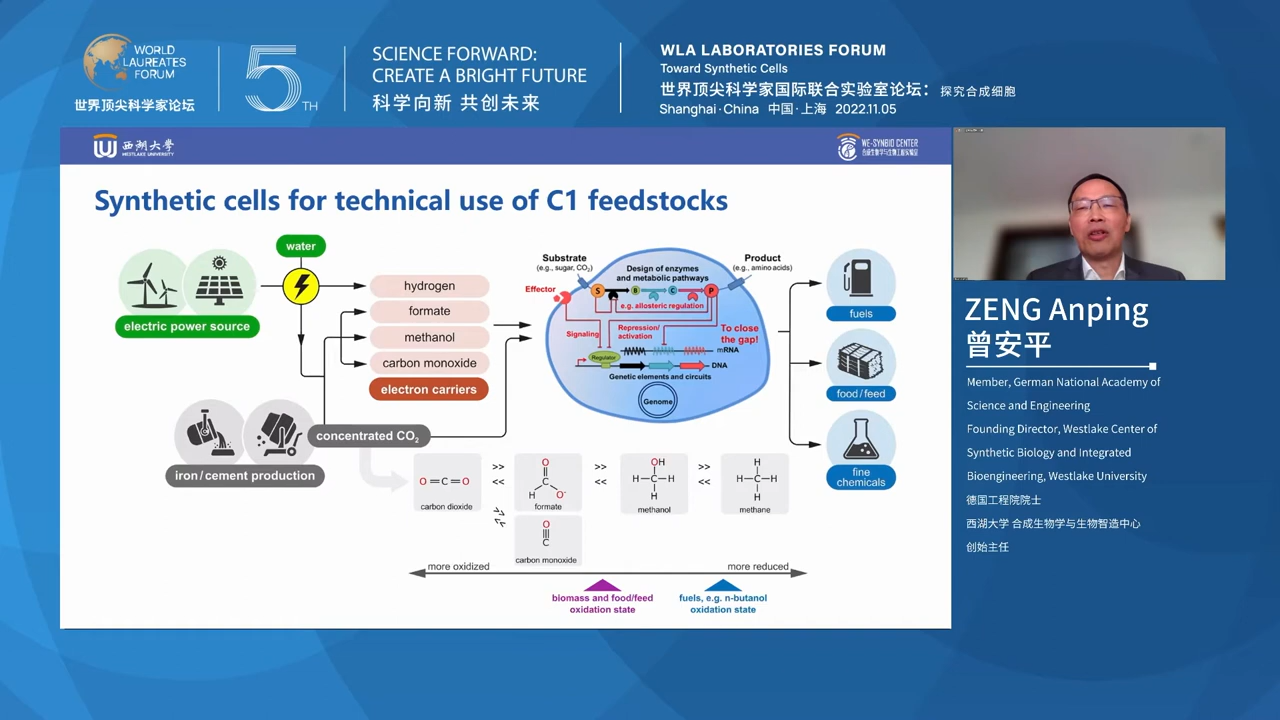 WORLD
LAUREATES
FORUM
世界顶尖科学家论坛
5TH
SCIENCE FORWARD:
CREATE A BRIGHT FUTURE
科学向新 共创未来
WLA LABORATORIES FORUM
Toward Synthetic Cells
世界顶尖科学家国际联合实验室论坛：探究合成细胞
Shanghai·China 中国·上海 2022.11.05
西湖大學
WESTLAKE UNIVERSITY
WE-SYNBIO CENTER
Synthetic cells for technical use of C1 feedstocks
electric power source
water
hydrogen
formate
methanol
carbon monoxide
electron carriers
iron/cement production
concentrated CO₂
Substrate
(e.g., sugar, CO₂)
Effector
Design of enzymes
and metabolic pathways
S
B
C
P
e.g. allosteric regulation
Signaling
Repression/
activation
To close
the gap!
Regulator
mRNA
DNA
Genetic elements and circuits
Genome
Product
(e.g., amino acids)
fuels
food/feed
fine
chemicals
O=C=O
carbon dioxide
>>
<<
O
C
H
O⁻
formate
>>
<<
OH
H—C—H
H
methanol
>>
<<
H
H—C—H
H
methane
>>
<<
O
C
carbon monoxide
more oxidized
more reduced
biomass and food/feed
oxidation state
fuels, e.g. n-butanol
oxidation state
ZENG Anping
曾安平
Member, German National Academy of
Science and Engineering
Founding Director, Westlake Center of
Synthetic Biology and Integrated
Bioengineering, Westlake University
德国工程院院士
西湖大学 合成生物学与生物智造中心
创始主任